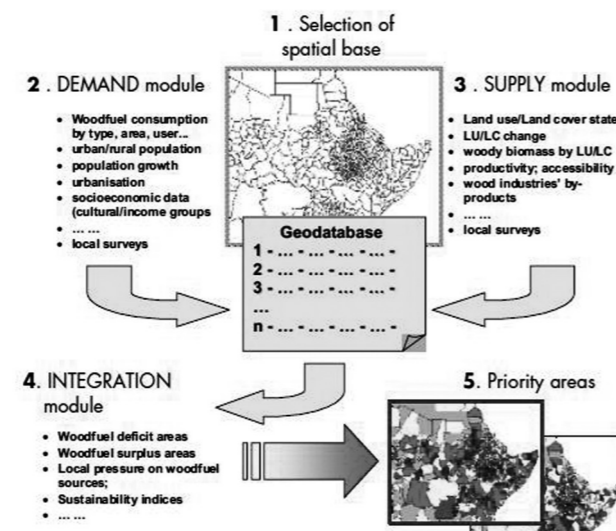 1 . Selection of
spatial base
2 . DEMAND module
• Woodfuel consumption
by type, area, user...
• urban/rural population
• population growth
• urbanisation
• socioeconomic data
(cultural/income groups
• ... ...
• local surveys
3 . SUPPLY module
• Land use/Land cover state
• LU/LC change
• woody biomass by LU/LC
• productivity; accessibility
• wood industries' by-
products
• ... ...
• local surveys
Geodatabase
1 - ... - ... - ... - ... -
2 - ... - ... - ... - ... -
3 - ... - ... - ... - ... -
...
n - ... - ... - ... - ... -
4. INTEGRATION
module
• Woodfuel deficit areas
• Woodfuel surplus areas
• Local pressure on woodfuel
sources;
• Sustainability indices
• ... ...
5. Priority areas